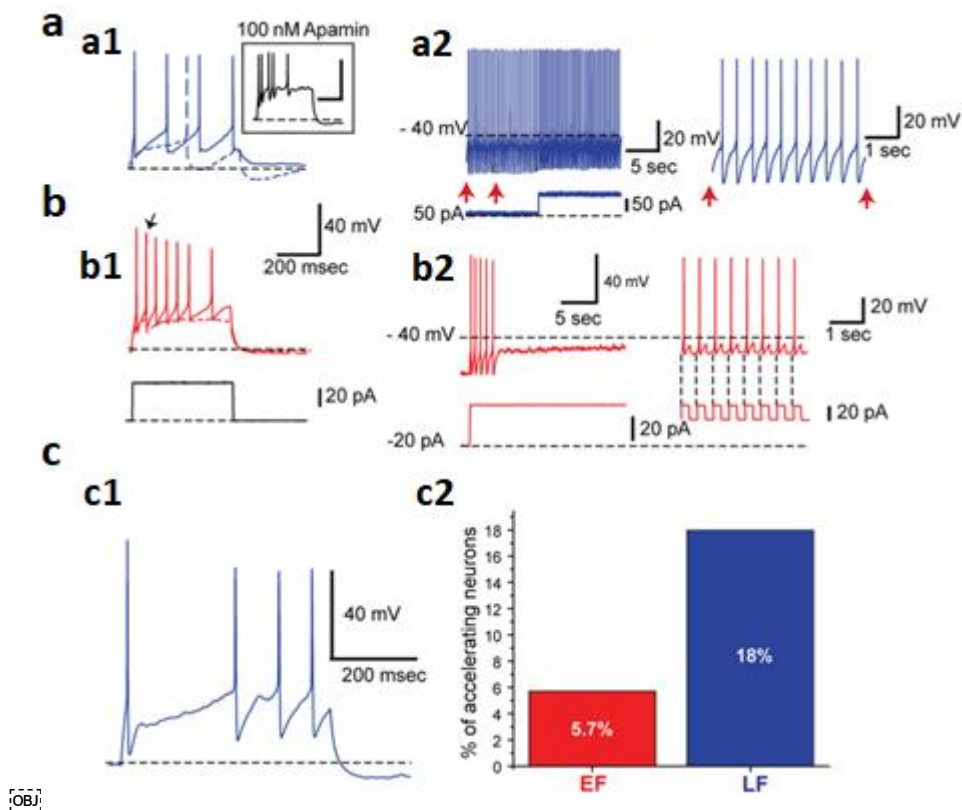 a
a1
100 nM Apamin
a2
- 40 mV
20 mV
5 sec
20 mV
1 sec
50 pA
50 pA
b
b1
40 mV
200 msec
20 pA
b2
- 40 mV
40 mV
5 sec
20 mV
1 sec
-20 pA
20 pA
20 pA
c
c1
40 mV
200 msec
c2
% of accelerating neurons
18
16
14
12
10
8
6
4
2
0
5.7%
18%
EF
LF
OBJ